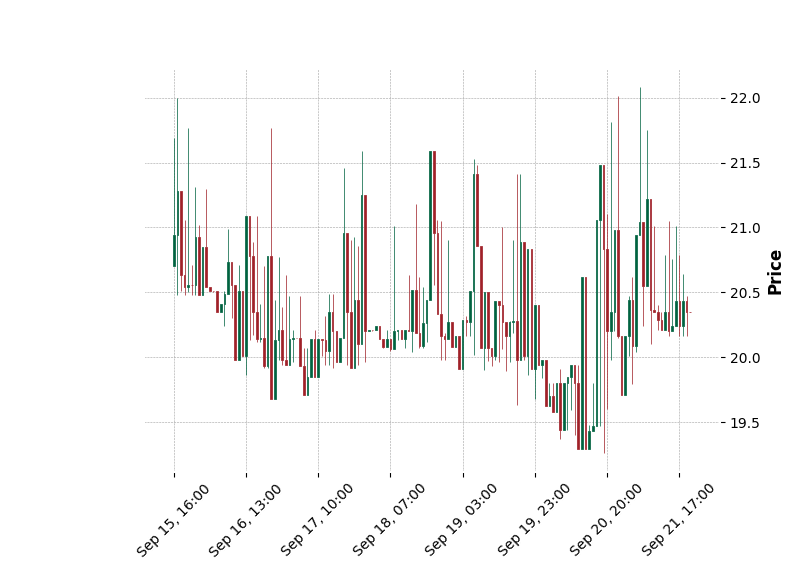 22.0
21.5
21.0
20.5
20.0
19.5
Price
Sep 15, 16:00
Sep 16, 13:00
Sep 17, 10:00
Sep 18, 07:00
Sep 19, 03:00
Sep 19, 23:00
Sep 20, 20:00
Sep 21, 17:00